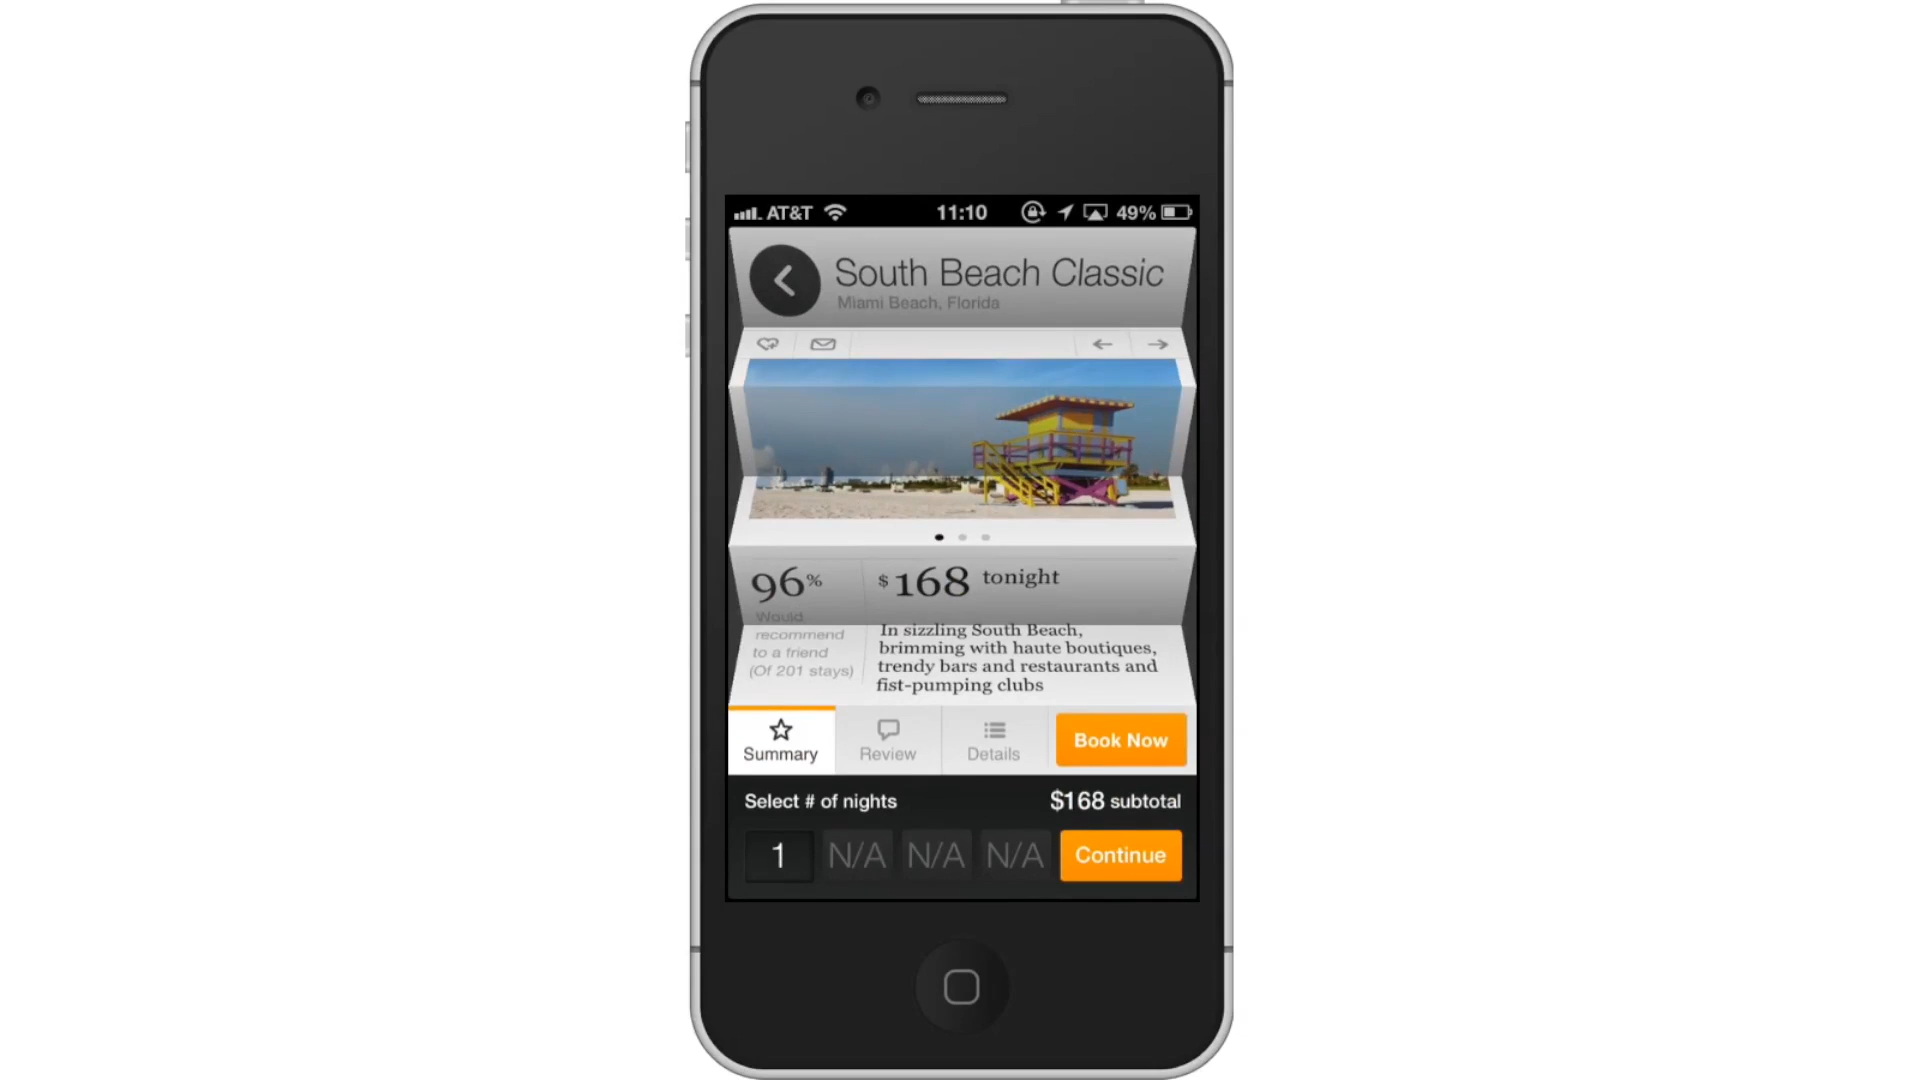 AT&T 11:10 49%
South Beach Classic
Miami Beach, Florida
96% $168 tonight
Would
recommend
to a friend
(Of 201 stays)
In sizzling South Beach,
brimming with haute boutiques,
trendy bars and restaurants and
fist-pumping clubs
Summary Review Details Book Now
Select # of nights $168 subtotal
1 N/A N/A N/A Continue